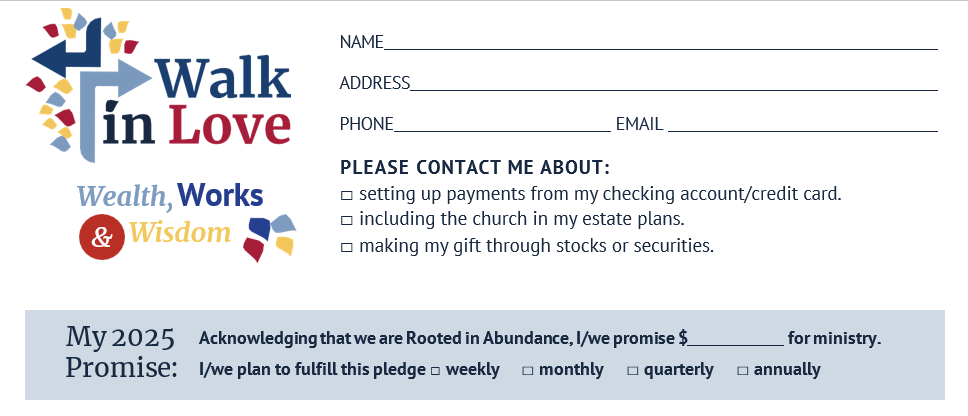 Walk
in Love
Wealth, Works
& Wisdom
NAME
ADDRESS
PHONE EMAIL
PLEASE CONTACT ME ABOUT:
□ setting up payments from my checking account/credit card.
□ including the church in my estate plans.
□ making my gift through stocks or securities.
My 2025
Promise:
Acknowledging that we are Rooted in Abundance, I/we promise $__________ for ministry.
I/we plan to fulfill this pledge □ weekly □ monthly □ quarterly □ annually